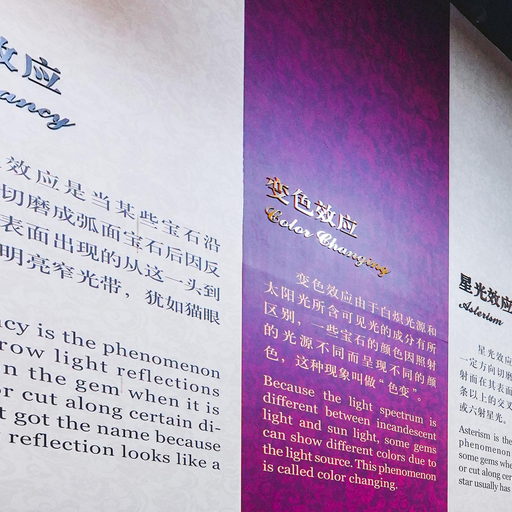 效应
ancy
效应是当某些宝石沿
切磨成弧面宝石后因反
表面出现的从这一头到
明亮窄光带，犹如猫眼
ncy is the phenomenon
row light reflections
n the gem when it is
or cut along certain di-
t got the name because
reflection looks like a
变色效应
Color Changing
变色效应由于白炽光源和
太阳光所含可见光的成分有所
区别，一些宝石的颜色因照射
的光源不同而呈现不同的颜
色，这种现象叫做“色变”。
Because the light spectrum is
different between incandescent
light and sun light, some gems
can show different colors due to
the light source. This phenomenon
is called color changing.
星光效应
Asterism
星光效应
一定方向切磨
射而在其表面
条以上的交叉
或六射星光。
Asterism is the
phenomenon
some gems whe
or cut along cer
star usually has